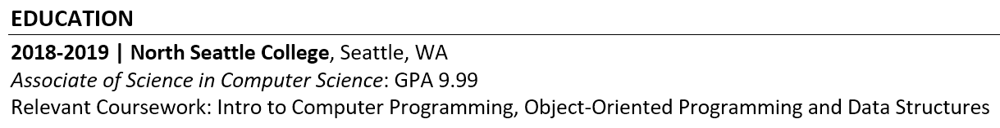 EDUCATION
2018-2019 | North Seattle College, Seattle, WA
Associate of Science in Computer Science: GPA 9.99
Relevant Coursework: Intro to Computer Programming, Object-Oriented Programming and Data Structures